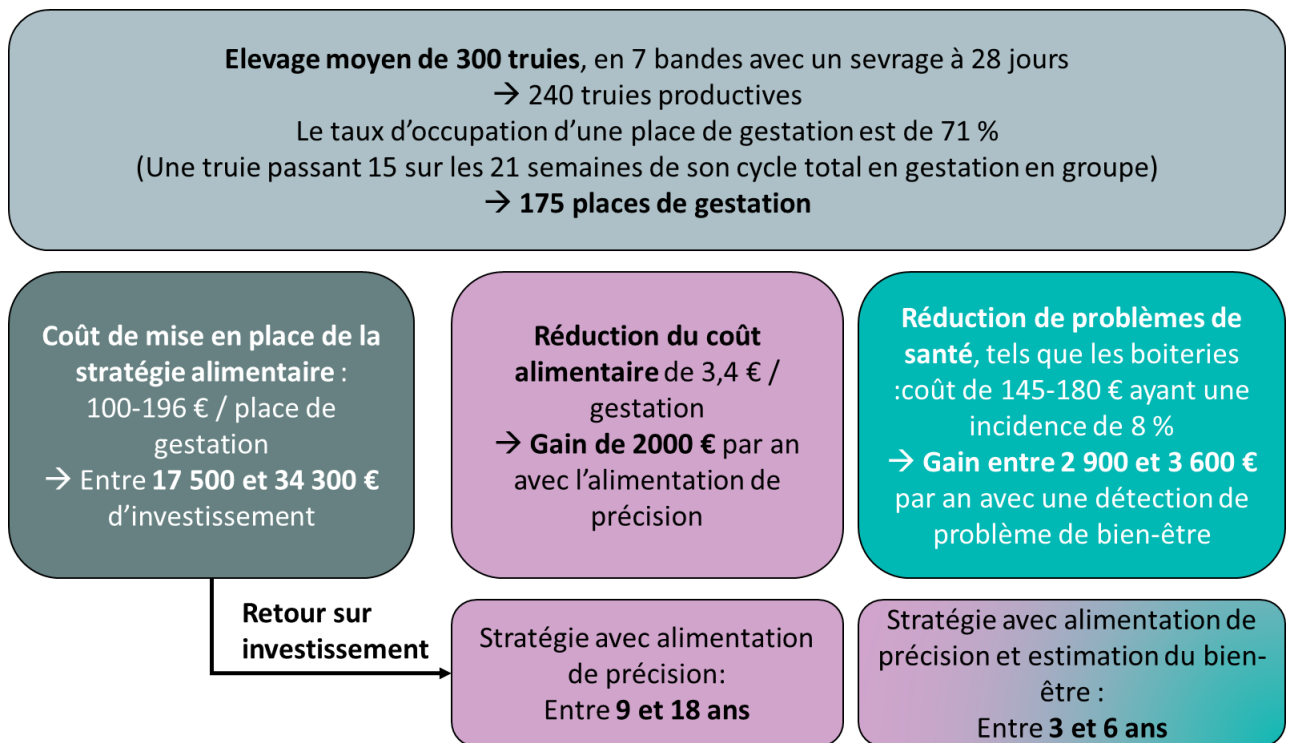 Elevage moyen de 300 truies, en 7 bandes avec un sevrage à 28 jours
→ 240 truies productives
Le taux d’occupation d’une place de gestation est de 71 %
(Une truie passant 15 sur les 21 semaines de son cycle total en gestation en groupe)
→ 175 places de gestation
Coût de mise en place de la
stratégie alimentaire :
100-196 € / place de
gestation
→ Entre 17 500 et 34 300 €
d’investissement
Réduction du coût
alimentaire de 3,4 € /
gestation
→ Gain de 2000 € par an
avec l’alimentation de
précision
Réduction de problèmes de
santé, tels que les boiteries
:coût de 145-180 € ayant une
incidence de 8 %
→ Gain entre 2 900 et 3 600 €
par an avec une détection de
problème de bien-être
Retour sur
investissement
Stratégie avec alimentation
de précision:
Entre 9 et 18 ans
Stratégie avec alimentation de
précision et estimation du bien-
être :
Entre 3 et 6 ans